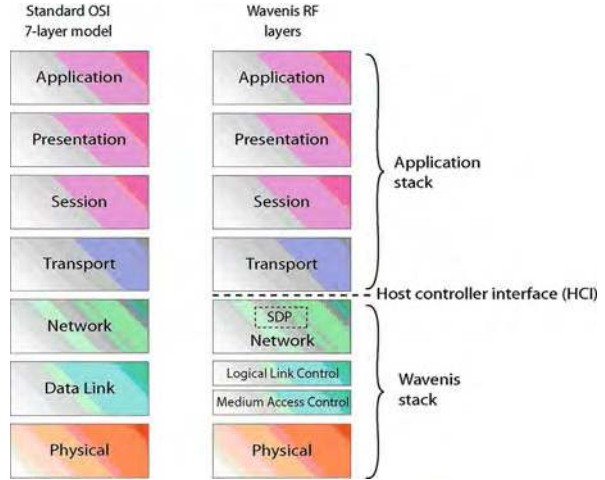 Standard OSI
7-layer model
Wavenis RF
layers
Application
Presentation
Session
Transport
Network
Data Link
Physical
Application
Presentation
Session
Transport
SDP
Network
Logical Link Control
Medium Access Control
Physical
Application
stack
Host controller interface (HCI)
Wavenis
stack